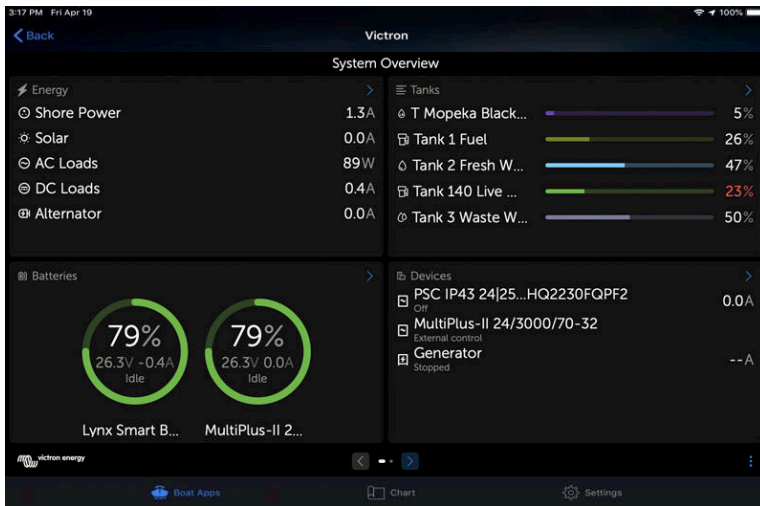 3:17 PM Fri Apr 19
100%
Back
Victron
System Overview
Energy
Shore Power 1.3A
Solar 0.0A
AC Loads 89W
DC Loads 0.4A
Alternator 0.0A
Tanks
T Mopeka Black... 5%
Tank 1 Fuel 26%
Tank 2 Fresh W... 47%
Tank 140 Live ... 23%
Tank 3 Waste W... 50%
Batteries
79%
26.3V -0.4A
Idle
Lynx Smart B...
79%
26.3V 0.0A
Idle
MultiPlus-II 2...
Devices
PSC IP43 24|25...HQ2230FQPF2 0.0A
Off
MultiPlus-II 24/3000/70-32
External control
Generator --A
Stopped
victron energy
Boat Apps
Chart
Settings